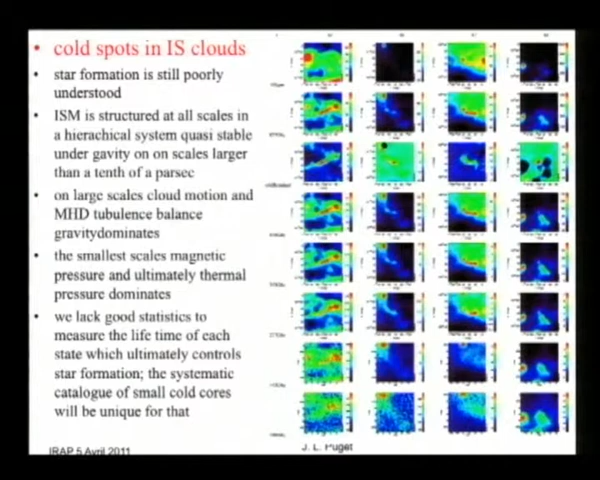 • cold spots in IS clouds
• star formation is still poorly
understood
• ISM is structured at all scales in
a hierachical system quasi stable
under gavity on on scales larger
than a tenth of a parsec
• on large scales cloud motion and
MHD tubulence balance
gravitydominates
• the smallest scales magnetic
pressure and ultimately thermal
pressure dominates
• we lack good statistics to
measure the life time of each
state which ultimately controls
star formation; the systematic
catalogue of small cold cores
will be unique for that
IRAP 5 Avril 2011
J. L. Puget